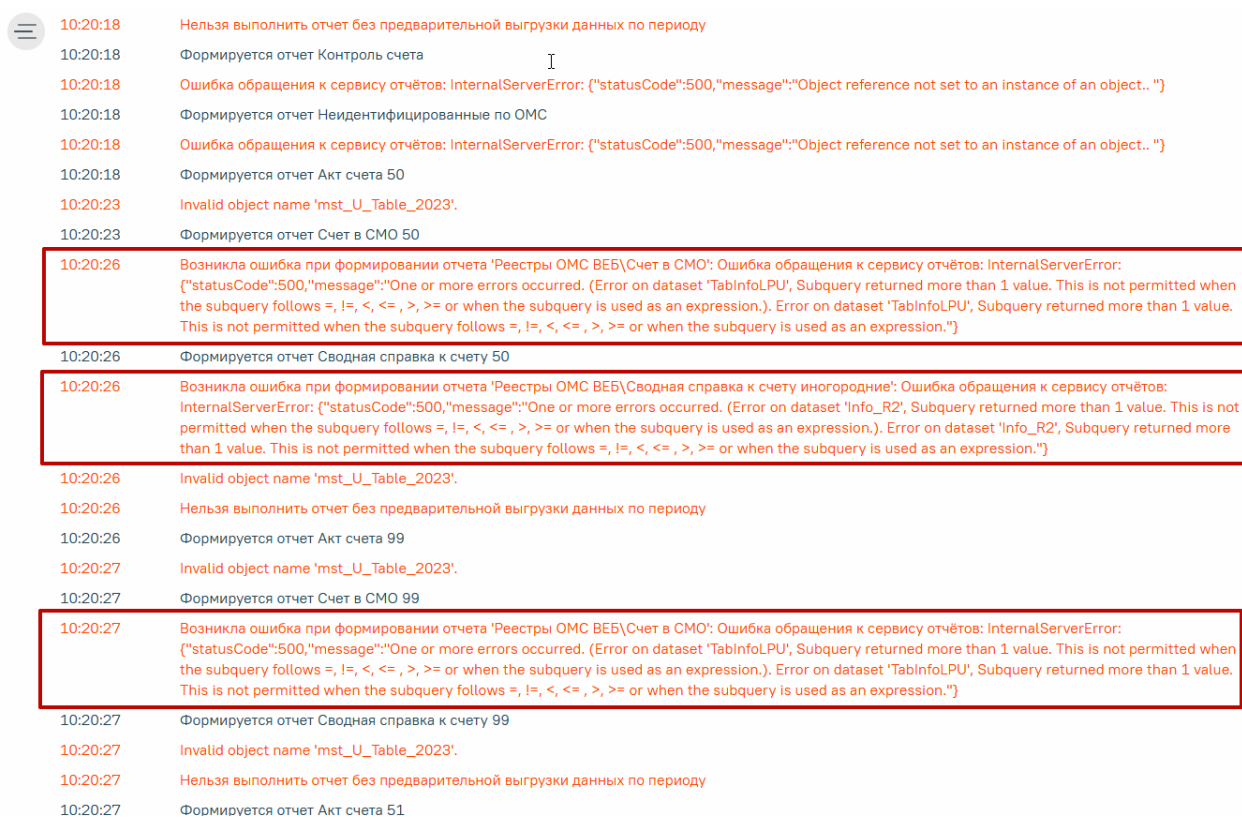 10:20:18 Нельзя выполнить отчет без предварительной выгрузки данных по периоду
10:20:18 Формируется отчет Контроль счета
10:20:18 Ошибка обращения к сервису отчётов: InternalServerError: {"statusCode":500,"message":"Object reference not set to an instance of an object.. "}
10:20:18 Формируется отчет Неидентифицированные по ОМС
10:20:18 Ошибка обращения к сервису отчётов: InternalServerError: {"statusCode":500,"message":"Object reference not set to an instance of an object.. "}
10:20:18 Формируется отчет Акт счета 50
10:20:23 Invalid object name 'mst_U_Table_2023'.
10:20:23 Формируется отчет Счет в СМО 50
10:20:26 Возникла ошибка при формировании отчета 'Реестры ОМС ВЕБ\Счет в СМО': Ошибка обращения к сервису отчётов: InternalServerError:
{"statusCode":500,"message":"One or more errors occurred. (Error on dataset 'TabInfoLPU', Subquery returned more than 1 value. This is not permitted when
the subquery follows =, !=, <, <= , >, >= or when the subquery is used as an expression.). Error on dataset 'TabInfoLPU', Subquery returned more than 1 value.
This is not permitted when the subquery follows =, !=, <, <= , >, >= or when the subquery is used as an expression."}
10:20:26 Формируется отчет Сводная справка к счету 50
10:20:26 Возникла ошибка при формировании отчета 'Реестры ОМС ВЕБ\Сводная справка к счету иногородние': Ошибка обращения к сервису отчётов:
InternalServerError: {"statusCode":500,"message":"One or more errors occurred. (Error on dataset 'Info_R2', Subquery returned more than 1 value. This is not
permitted when the subquery follows =, !=, <, <= , >, >= or when the subquery is used as an expression.). Error on dataset 'Info_R2', Subquery returned more
than 1 value. This is not permitted when the subquery follows =, !=, <, <= , >, >= or when the subquery is used as an expression."}
10:20:26 Invalid object name 'mst_U_Table_2023'.
10:20:26 Нельзя выполнить отчет без предварительной выгрузки данных по периоду
10:20:26 Формируется отчет Акт счета 99
10:20:27 Invalid object name 'mst_U_Table_2023'.
10:20:27 Формируется отчет Счет в СМО 99
10:20:27 Возникла ошибка при формировании отчета 'Реестры ОМС ВЕБ\Счет в СМО': Ошибка обращения к сервису отчётов: InternalServerError:
{"statusCode":500,"message":"One or more errors occurred. (Error on dataset 'TabInfoLPU', Subquery returned more than 1 value. This is not permitted when
the subquery follows =, !=, <, <= , >, >= or when the subquery is used as an expression.). Error on dataset 'TabInfoLPU', Subquery returned more than 1 value.
This is not permitted when the subquery follows =, !=, <, <= , >, >= or when the subquery is used as an expression."}
10:20:27 Формируется отчет Сводная справка к счету 99
10:20:27 Invalid object name 'mst_U_Table_2023'.
10:20:27 Нельзя выполнить отчет без предварительной выгрузки данных по периоду
10:20:27 Формируется отчет Акт счета 51